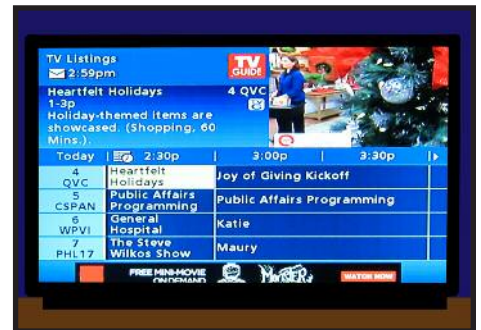 TV Listings
2:59pm
TV
GUIDE
Heartfelt Holidays
4 QVC
1-3p
Holiday-themed items are
showcased. (Shopping, 60
Mins.).
Today
2:30p
3:00p
3:30p
4
QVC
Heartfelt
Holidays
Joy of Giving Kickoff
5
CSPAN
Public Affairs
Programming
Public Affairs Programming
6
WPVI
General
Hospital
Katie
7
PHL17
The Steve
Wilkos Show
Maury
FREE MINI-MOVIE
ON DEMAND
WATCH NOW